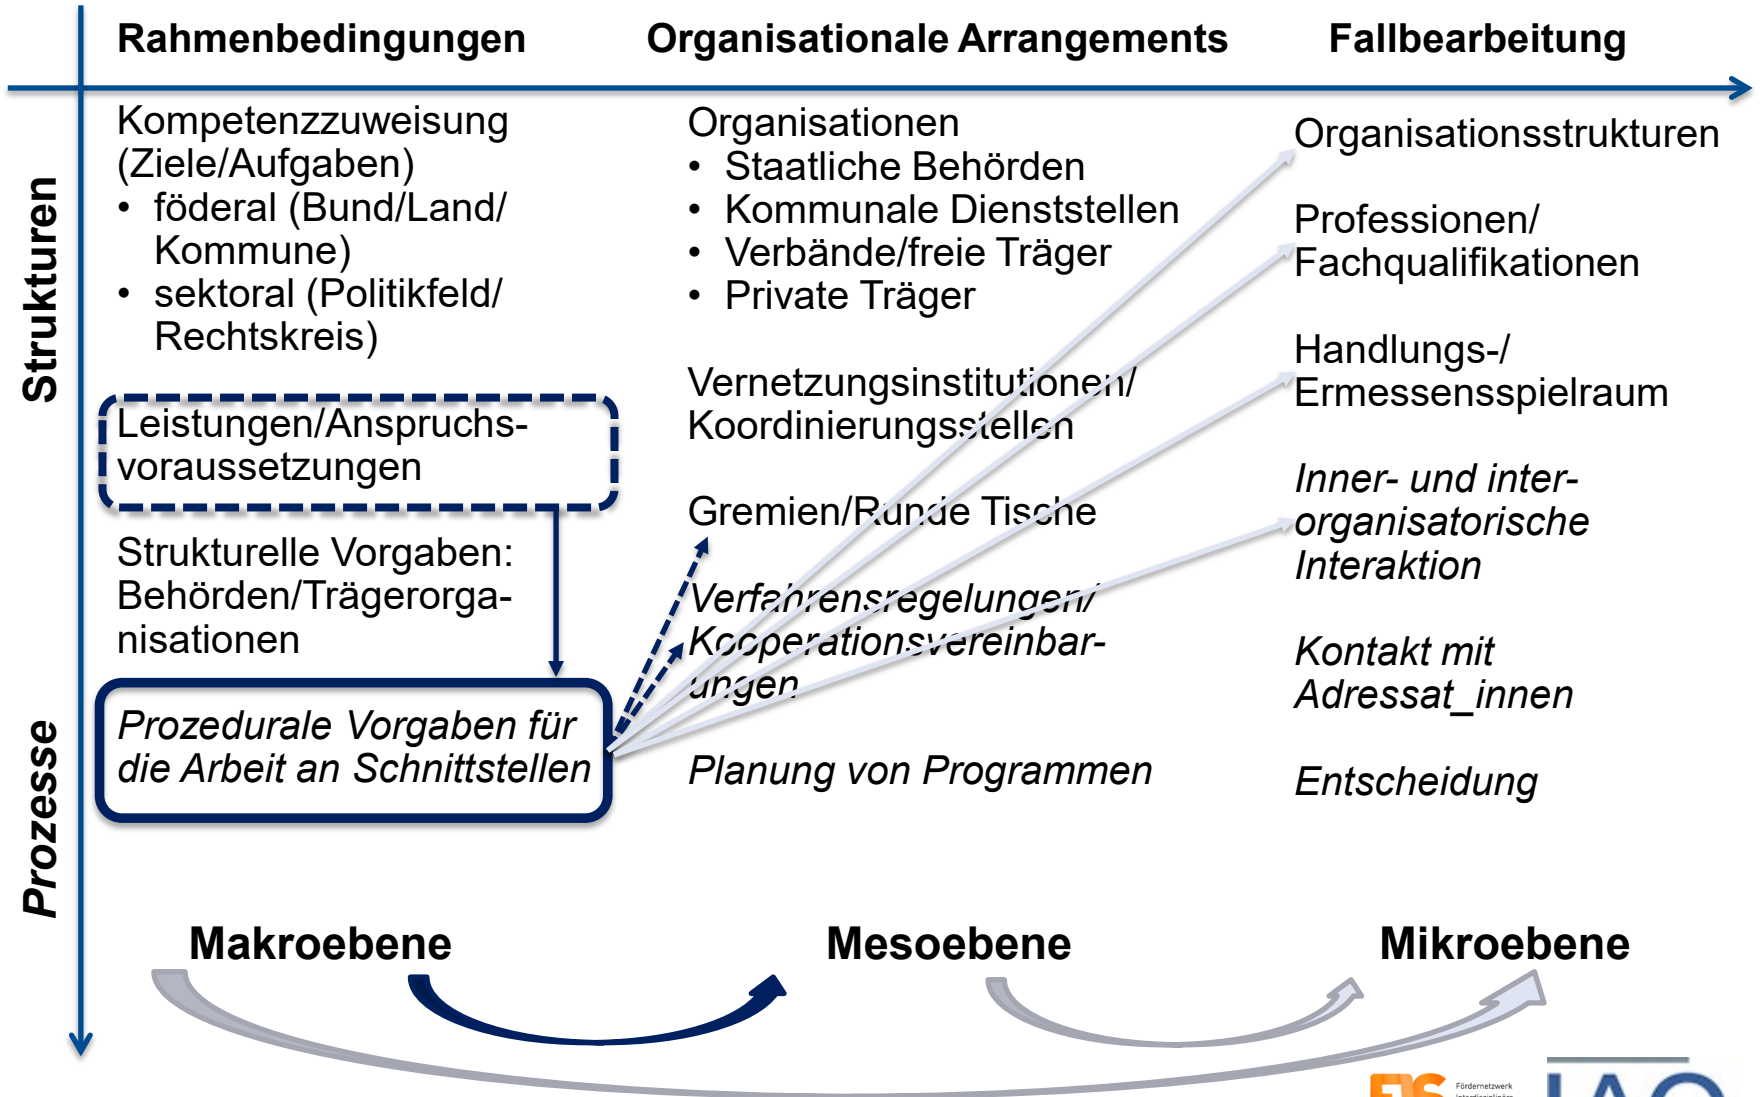 Rahmenbedingungen
Organisationale Arrangements
Fallbearbeitung
Strukturen
Prozesse
Kompetenzzuweisung
(Ziele/Aufgaben)
• föderal (Bund/Land/
Kommune)
• sektoral (Politikfeld/
Rechtskreis)
Leistungen/Anspruchs-
voraussetzungen
Strukturelle Vorgaben:
Behörden/Trägerorga-
nisationen
Prozedurale Vorgaben für
die Arbeit an Schnittstellen
Organisationen
• Staatliche Behörden
• Kommunale Dienststellen
• Verbände/freie Träger
• Private Träger
Vernetzungsinstitutionen/
Koordinierungsstellen
Gremien/Runde Tische
Verfahrensregelungen/
Kooperationsvereinbar-
ungen
Planung von Programmen
Organisationsstrukturen
Professionen/
Fachqualifikationen
Handlungs-/
Ermessensspielraum
Inner- und inter-
organisatorische
Interaktion
Kontakt mit
Adressat_innen
Entscheidung
Makroebene
Mesoebene
Mikroebene
Fördernetzwerk
IAQ